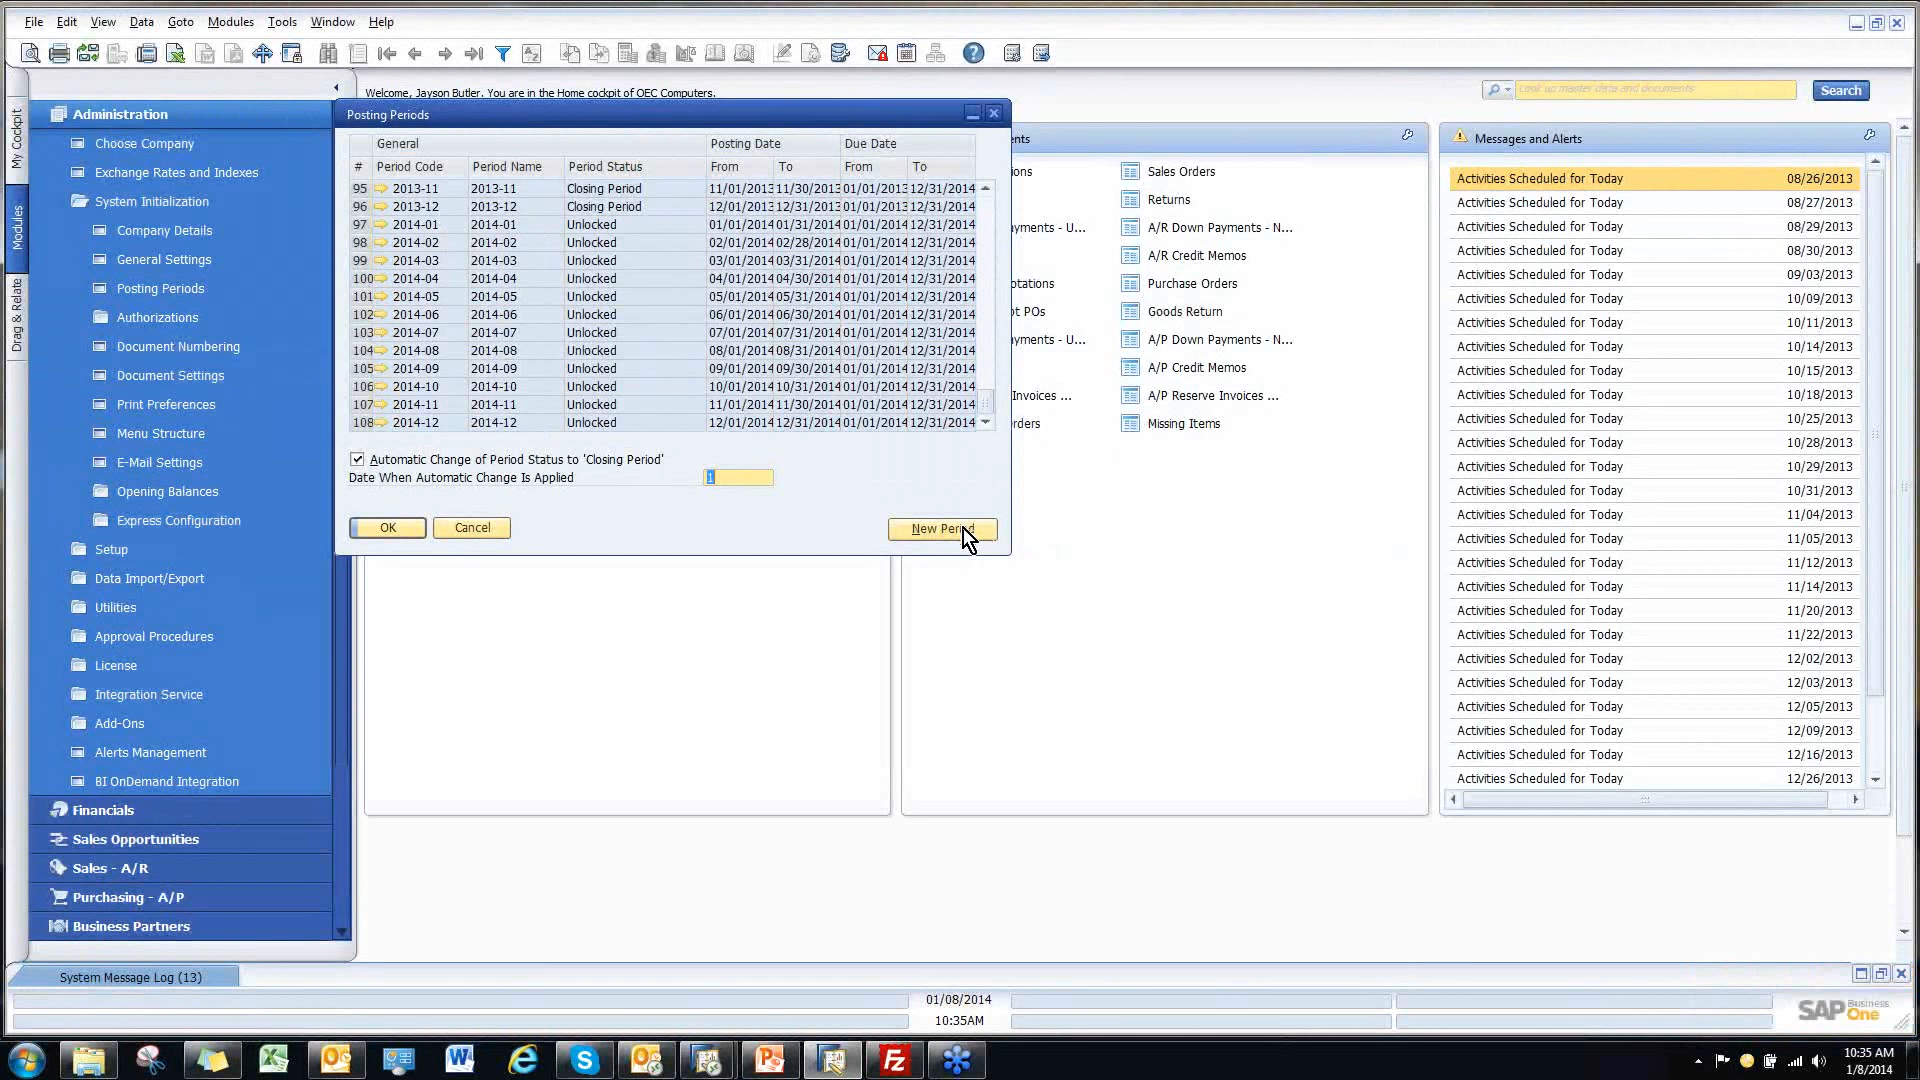 File Edit View Data Goto Modules Tools Window Help
Welcome, Jayson Butler. You are in the Home cockpit of OEC Computers.
Look up master data and documents
Search
My Cockpit
Modules
Drag & Relate
Administration
Choose Company
Exchange Rates and Indexes
System Initialization
Company Details
General Settings
Posting Periods
Authorizations
Document Numbering
Document Settings
Print Preferences
Menu Structure
E-Mail Settings
Opening Balances
Express Configuration
Setup
Data Import/Export
Utilities
Approval Procedures
License
Integration Service
Add-Ons
Alerts Management
BI OnDemand Integration
Financials
Sales Opportunities
Sales - A/R
Purchasing - A/P
Business Partners
Posting Periods
General Posting Date Due Date
# Period Code Period Name Period Status From To From To
95 2013-11 2013-11 Closing Period 11/01/2013 11/30/2013 01/01/2013 12/31/2014
96 2013-12 2013-12 Closing Period 12/01/2013 12/31/2013 01/01/2013 12/31/2014
97 2014-01 2014-01 Unlocked 01/01/2014 01/31/2014 01/01/2014 12/31/2014
98 2014-02 2014-02 Unlocked 02/01/2014 02/28/2014 01/01/2014 12/31/2014
99 2014-03 2014-03 Unlocked 03/01/2014 03/31/2014 01/01/2014 12/31/2014
100 2014-04 2014-04 Unlocked 04/01/2014 04/30/2014 01/01/2014 12/31/2014
101 2014-05 2014-05 Unlocked 05/01/2014 05/31/2014 01/01/2014 12/31/2014
102 2014-06 2014-06 Unlocked 06/01/2014 06/30/2014 01/01/2014 12/31/2014
103 2014-07 2014-07 Unlocked 07/01/2014 07/31/2014 01/01/2014 12/31/2014
104 2014-08 2014-08 Unlocked 08/01/2014 08/31/2014 01/01/2014 12/31/2014
105 2014-09 2014-09 Unlocked 09/01/2014 09/30/2014 01/01/2014 12/31/2014
106 2014-10 2014-10 Unlocked 10/01/2014 10/31/2014 01/01/2014 12/31/2014
107 2014-11 2014-11 Unlocked 11/01/2014 11/30/2014 01/01/2014 12/31/2014
108 2014-12 2014-12 Unlocked 12/01/2014 12/31/2014 01/01/2014 12/31/2014
Automatic Change of Period Status to 'Closing Period'
Date When Automatic Change Is Applied 1
OK Cancel New Period
ents
ions Sales Orders
Returns
yments - U... A/R Down Payments - N...
A/R Credit Memos
otations Purchase Orders
t POs Goods Return
yments - U... A/P Down Payments - N...
A/P Credit Memos
Invoices ... A/P Reserve Invoices ...
rders Missing Items
Messages and Alerts
Activities Scheduled for Today 08/26/2013
Activities Scheduled for Today 08/27/2013
Activities Scheduled for Today 08/29/2013
Activities Scheduled for Today 08/30/2013
Activities Scheduled for Today 09/03/2013
Activities Scheduled for Today 10/09/2013
Activities Scheduled for Today 10/11/2013
Activities Scheduled for Today 10/14/2013
Activities Scheduled for Today 10/15/2013
Activities Scheduled for Today 10/18/2013
Activities Scheduled for Today 10/25/2013
Activities Scheduled for Today 10/28/2013
Activities Scheduled for Today 10/29/2013
Activities Scheduled for Today 10/31/2013
Activities Scheduled for Today 11/04/2013
Activities Scheduled for Today 11/05/2013
Activities Scheduled for Today 11/12/2013
Activities Scheduled for Today 11/14/2013
Activities Scheduled for Today 11/20/2013
Activities Scheduled for Today 11/22/2013
Activities Scheduled for Today 12/02/2013
Activities Scheduled for Today 12/03/2013
Activities Scheduled for Today 12/05/2013
Activities Scheduled for Today 12/09/2013
Activities Scheduled for Today 12/16/2013
Activities Scheduled for Today 12/26/2013
System Message Log (13)
01/08/2014
10:35AM
SAP Business One
10:35 AM
1/8/2014